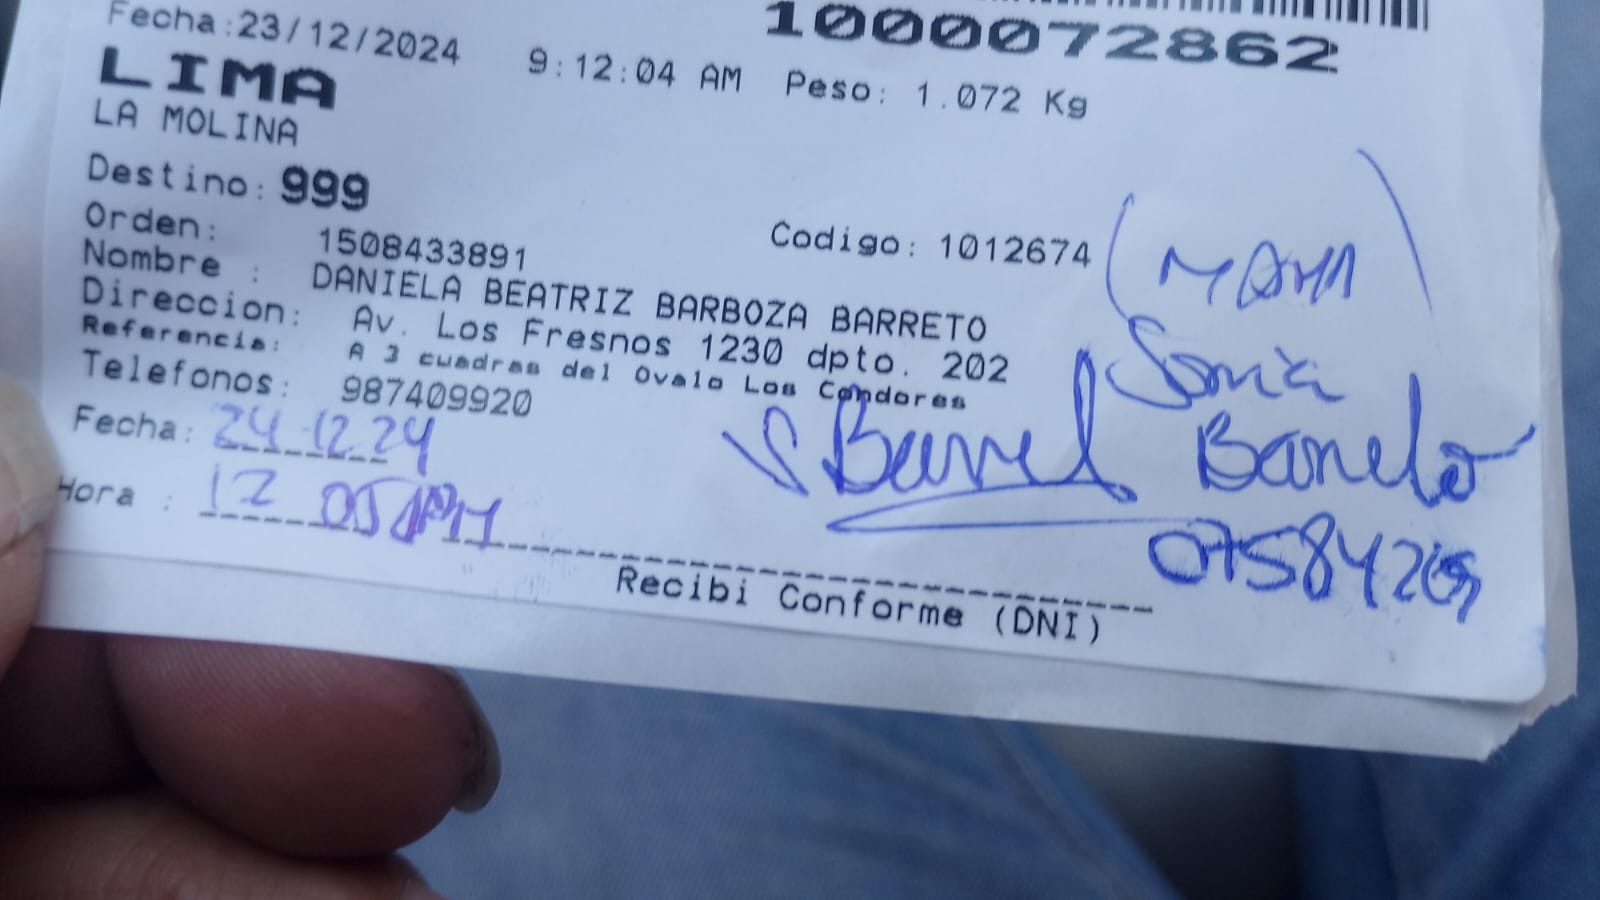 1000072862
Fecha:23/12/2024 9:12:04 AM Peso: 1.072 Kg
LIMA
LA MOLINA
Destino: 999
Orden: 1508433891 Codigo: 1012674
Nombre : DANIELA BEATRIZ BARBOZA BARRETO
Direccion: Av. Los Fresnos 1230 dpto. 202
Referencia: A 3 cuadras del Ovalo Los Condores
Telefonos: 987409920
Fecha: 24-12 24
Hora : 12 05 PM
(MAMA)
Sonia
Barreto
Recibi Conforme (DNI)